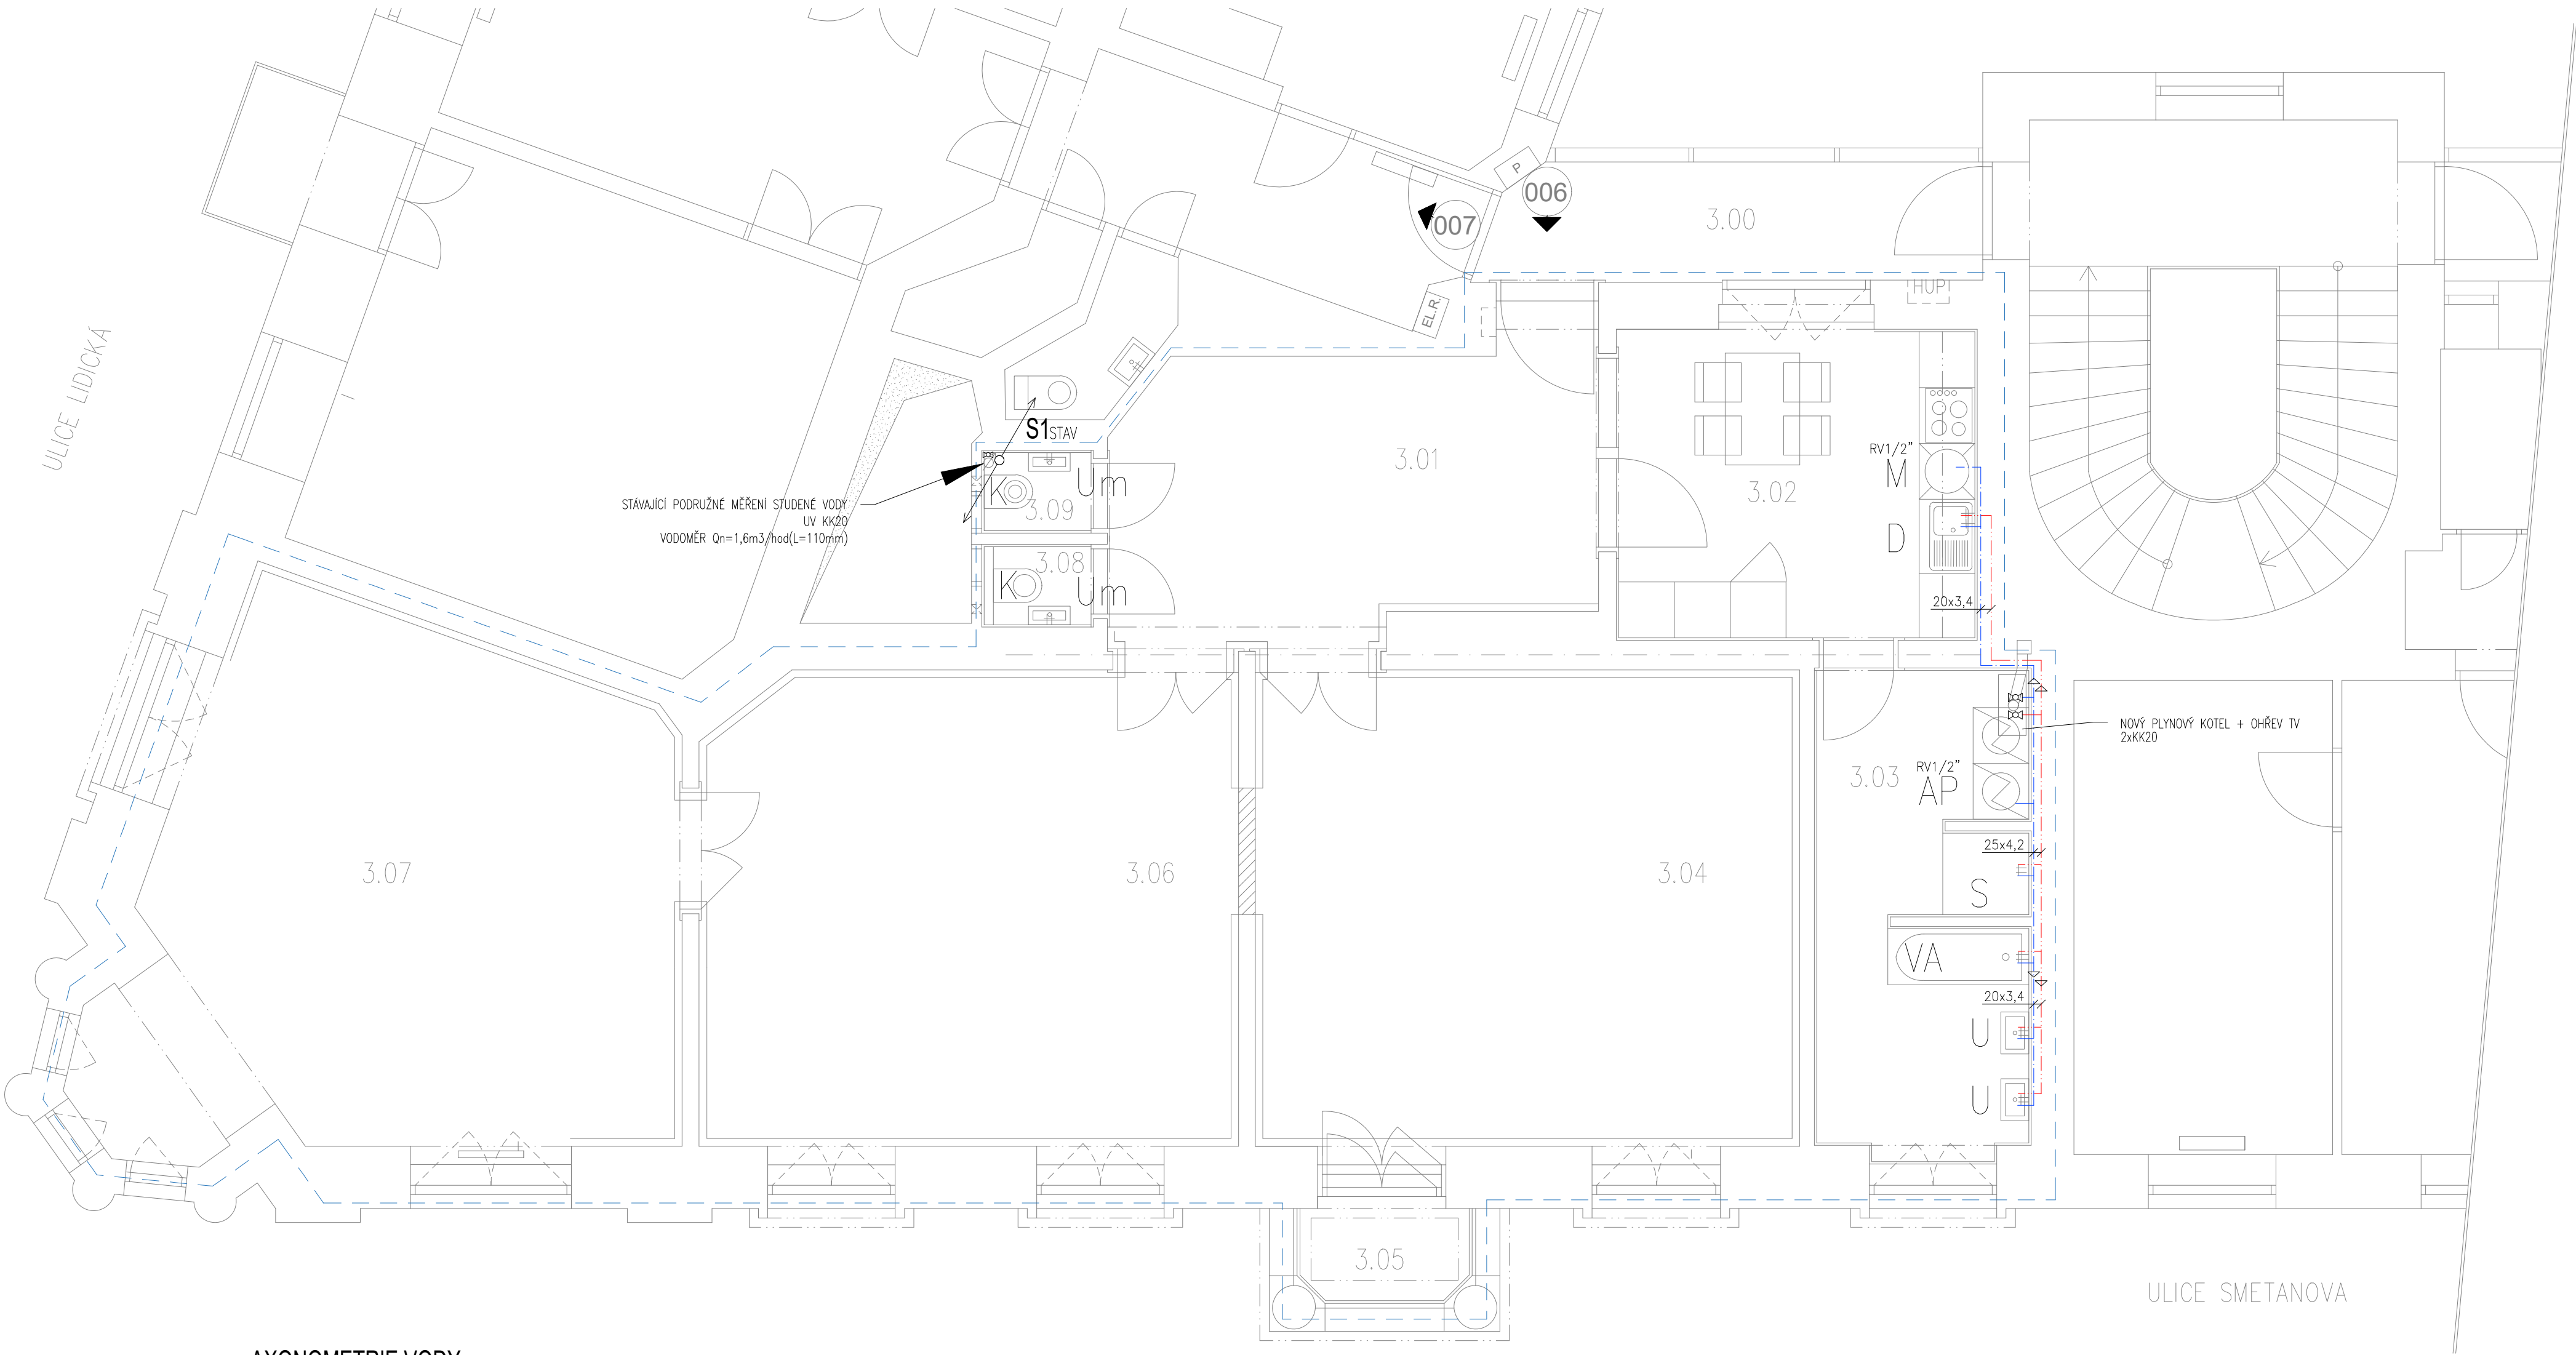 P
006
007
3.00
HUP
EL.R.
ULICE LIDICKÁ
S1STAV
STÁVAJÍCÍ PODRUŽNÉ MĚŘENÍ STUDENÉ VODY
UV KK20
VODOMĚR Qn=1,6m3/hod(L=110mm)
K
Um
3.09
3.08
K
Um
3.01
3.02
RV1/2"
M
D
20x3,4
NOVÝ PLYNOVÝ KOTEL + OHŘEV TV
2xKK20
3.03
RV1/2"
AP
25x4,2
S
VA
20x3,4
U
U
3.07
3.06
3.04
3.05
ULICE SMETANOVA
AXONOMETRIE VODY